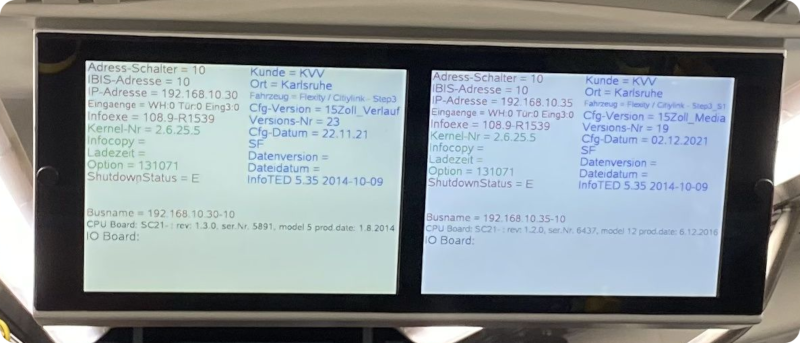 Adress-Schalter = 10
IBIS-Adresse = 10
IP-Adresse = 192.168.10.30
Eingaenge = WH:0 Tür:0 Eing3:0
Infoexe = 108.9-R1539
Kernel-Nr = 2.6.25.5
Infocopy =
Ladezeit =
Option = 131071
ShutdownStatus = E
Kunde = KVV
Ort = Karlsruhe
Fahrzeug = Flexity / Citiylink - Step3
Cfg-Version = 15Zoll_Verlauf
Versions-Nr = 23
Cfg-Datum = 22.11.21
SF
Datenversion =
Dateidatum =
InfoTED 5.35 2014-10-09
Busname = 192.168.10.30-10
CPU Board: SC21- : rev: 1.3.0, ser.Nr. 5891, model 5 prod.date: 1.8.2014
IO Board:
Adress-Schalter = 10
IBIS-Adresse = 10
IP-Adresse = 192.168.10.35
Eingaenge = WH:0 Tür:0 Eing3:0
Infoexe = 108.9-R1539
Kernel-Nr = 2.6.25.5
Infocopy =
Ladezeit =
Option = 131071
ShutdownStatus = E
Kunde = KVV
Ort = Karlsruhe
Fahrzeug = Flexity / Citiylink - Step3_S1
Cfg-Version = 15Zoll_Media
Versions-Nr = 19
Cfg-Datum = 02.12.2021
SF
Datenversion =
Dateidatum =
InfoTED 5.35 2014-10-09
Busname = 192.168.10.35-10
CPU Board: SC21- : rev: 1.2.0, ser.Nr. 6437, model 12 prod.date: 6.12.2016
IO Board: